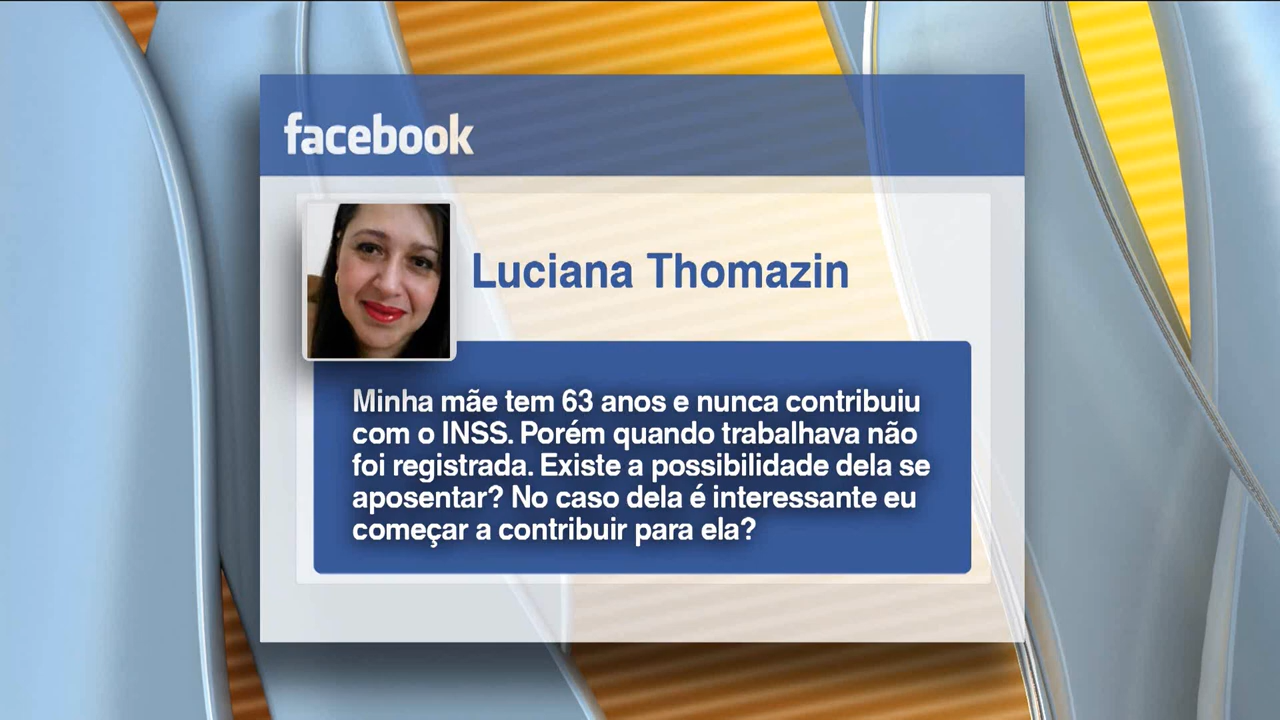 facebook
Luciana Thomazin
Minha mãe tem 63 anos e nunca contribuiu
com o INSS. Porém quando trabalhava não
foi registrada. Existe a possibilidade dela se
aposentar? No caso dela é interessante eu
começar a contribuir para ela?